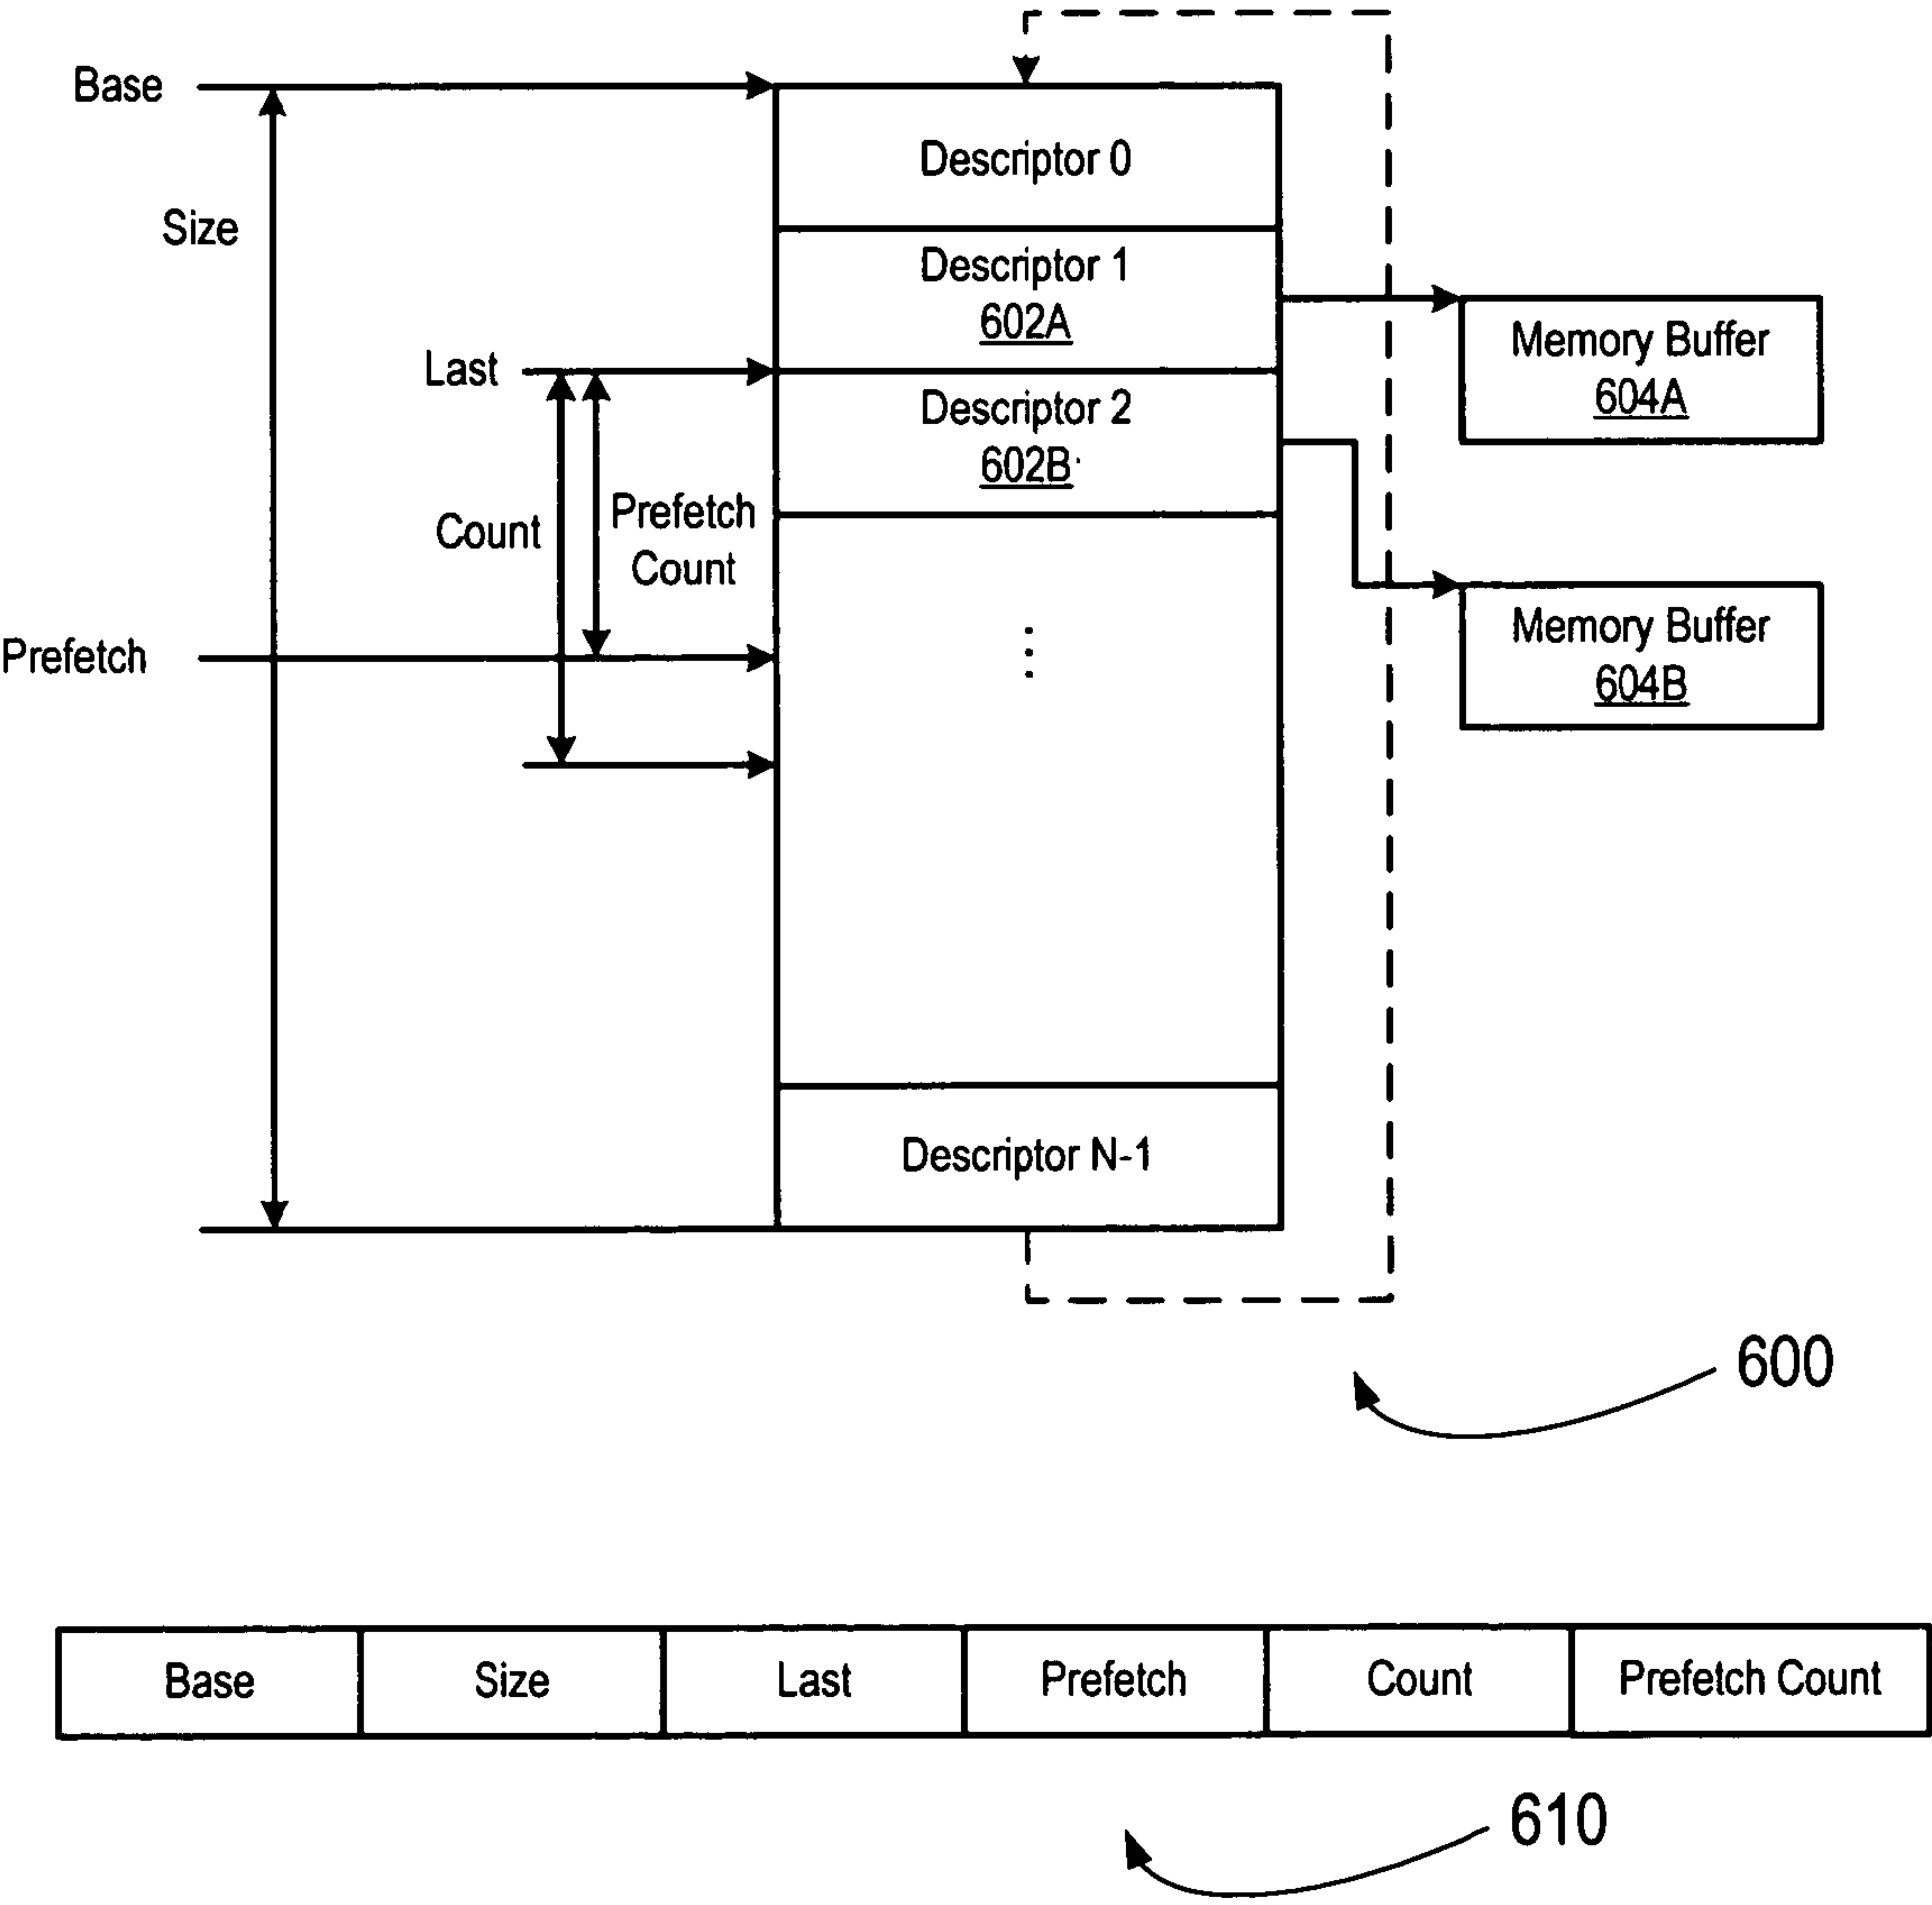 Base
Descriptor 0
Size
Descriptor 1
602A
Memory Buffer
604A
Last
Descriptor 2
602B
Count
Prefetch
Count
Memory Buffer
604B
Prefetch
Descriptor N-1
600
Base Size Last Prefetch Count Prefetch Count
610